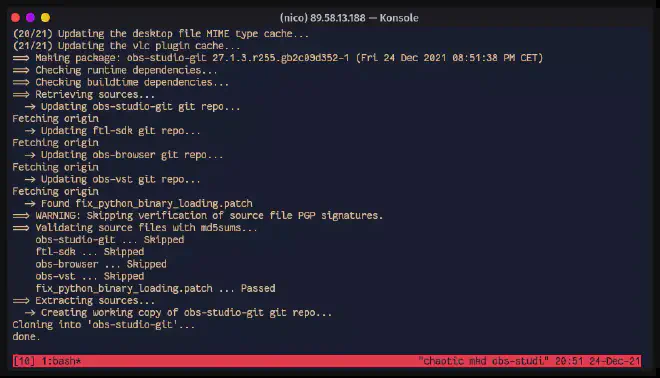 (nico) 89.58.13.188 — Konsole
(20/21) Updating the desktop file MIME type cache...
(21/21) Updating the vlc plugin cache...
==> Making package: obs-studio-git 27.1.3.r255.gb2c09d352-1 (Fri 24 Dec 2021 08:51:38 PM CET)
==> Checking runtime dependencies...
==> Checking buildtime dependencies...
==> Retrieving sources...
-> Updating obs-studio-git git repo...
Fetching origin
-> Updating ftl-sdk git repo...
Fetching origin
-> Updating obs-browser git repo...
Fetching origin
-> Updating obs-vst git repo...
Fetching origin
-> Found fix_python_binary_loading.patch
==> WARNING: Skipping verification of source file PGP signatures.
==> Validating source files with md5sums...
obs-studio-git ... Skipped
ftl-sdk ... Skipped
obs-browser ... Skipped
obs-vst ... Skipped
fix_python_binary_loading.patch ... Passed
==> Extracting sources...
-> Creating working copy of obs-studio-git git repo...
Cloning into 'obs-studio-git'...
done.
[10] 1:bash* "chaotic mkd obs-studi" 20:51 24-Dec-21